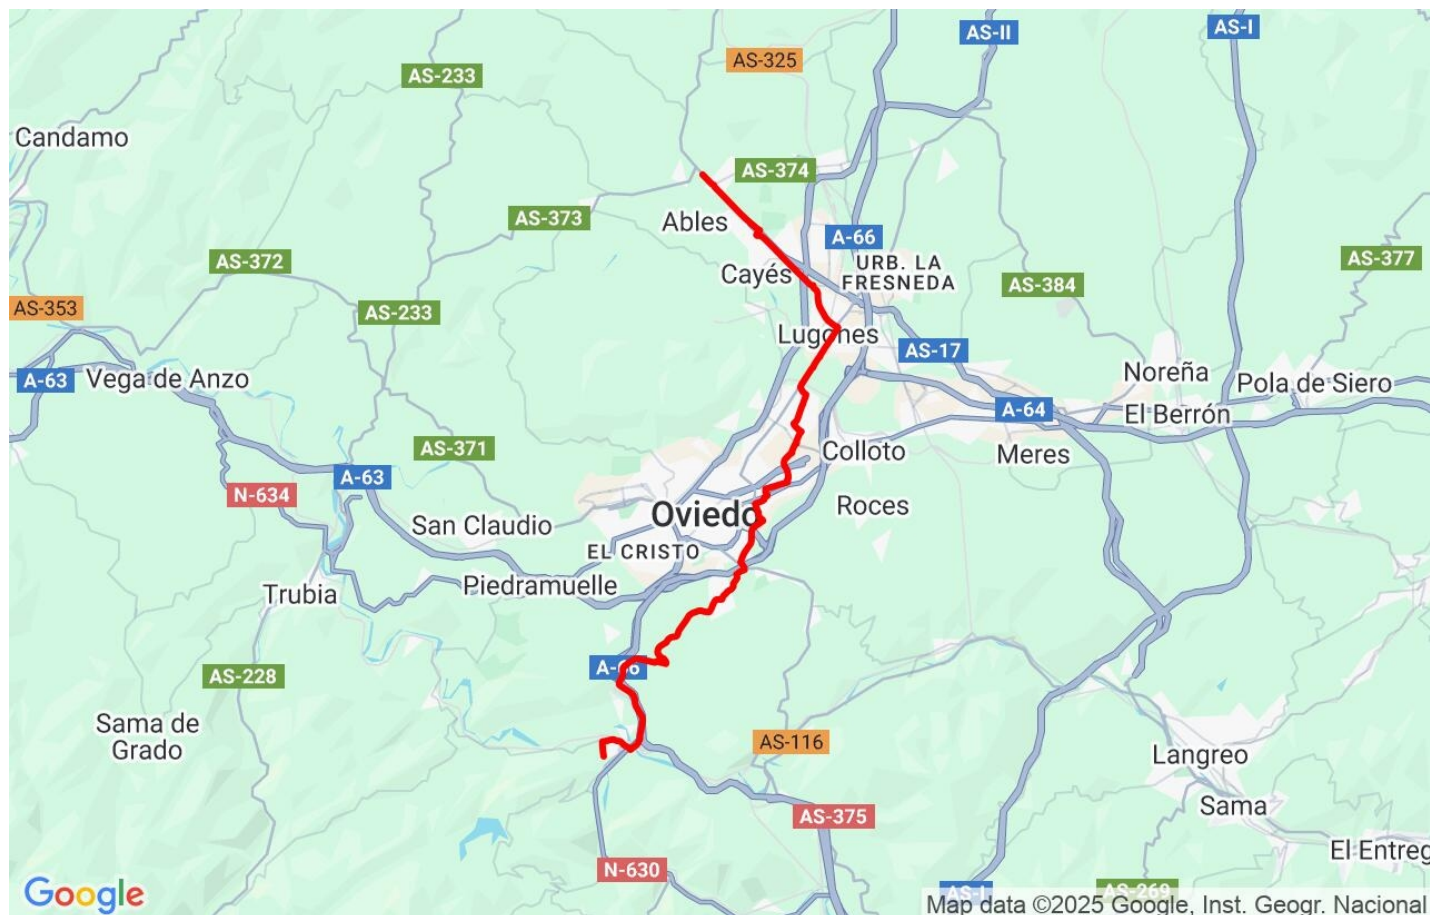 AS-II
AS-I
AS-325
AS-233
Candamo
AS-374
AS-373
Ables
A-66
AS-372
URB. LA
FRESNEDA
AS-377
Cayés
AS-384
AS-353
AS-233
Lugones
AS-17
Noreña
A-63
Vega de Anzo
Pola de Siero
A-64
El Berrón
AS-371
Colloto
Meres
A-63
N-634
Roces
Oviedo
San Claudio
EL CRISTO
Piedramuelle
Trubia
A-66
AS-228
Sama de
Grado
AS-116
Langreo
Sama
AS-375
El Entreg
N-630
AS-I
AS-269
Google
Map data ©2025 Google, Inst. Geogr. Nacional